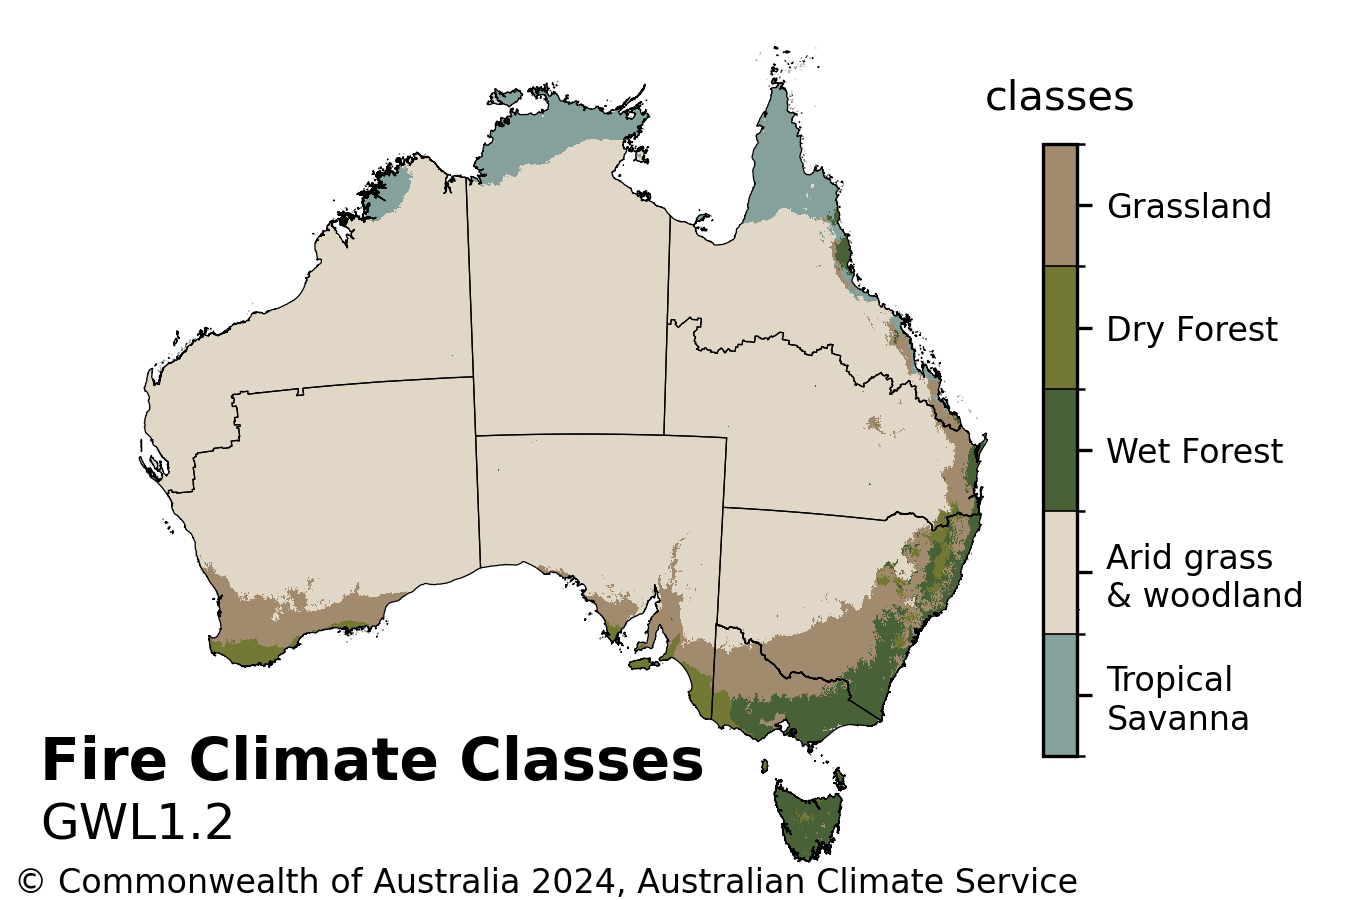 classes
Grassland
Dry Forest
Wet Forest
Arid grass
& woodland
Tropical
Savanna
Fire Climate Classes
GWL1.2
© Commonwealth of Australia 2024, Australian Climate Service